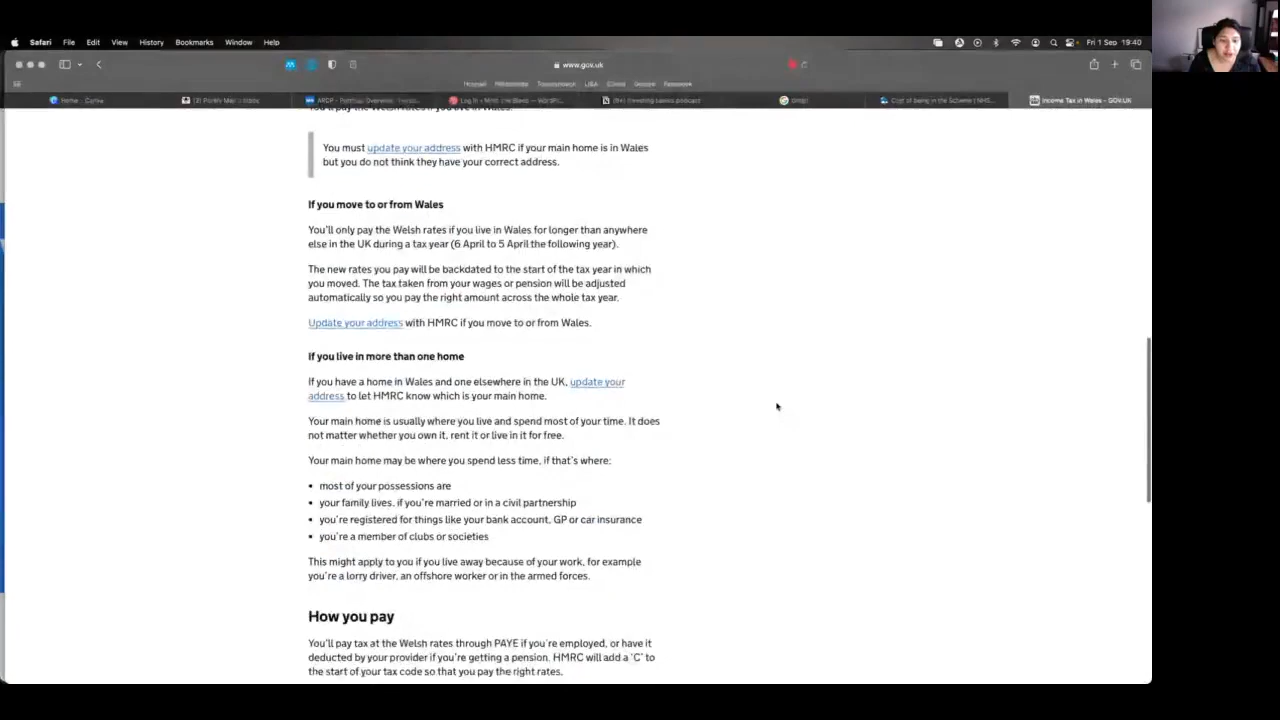 Safari File Edit View History Bookmarks Window Help Fri 1 Sep 19:40
www.gov.uk
Income Tax in Wales – GOV.UK
You'll pay the Welsh rates if you live in Wales.
You must update your address with HMRC if your main home is in Wales
but you do not think they have your correct address.
If you move to or from Wales
You'll only pay the Welsh rates if you live in Wales for longer than anywhere
else in the UK during a tax year (6 April to 5 April the following year).
The new rates you pay will be backdated to the start of the tax year in which
you moved. The tax taken from your wages or pension will be adjusted
automatically so you pay the right amount across the whole tax year.
Update your address with HMRC if you move to or from Wales.
If you live in more than one home
If you have a home in Wales and one elsewhere in the UK, update your
address to let HMRC know which is your main home.
Your main home is usually where you live and spend most of your time. It does
not matter whether you own it, rent it or live in it for free.
Your main home may be where you spend less time, if that's where:
• most of your possessions are
• your family lives, if you're married or in a civil partnership
• you're registered for things like your bank account, GP or car insurance
• you're a member of clubs or societies
This might apply to you if you live away because of your work, for example
you're a lorry driver, an offshore worker or in the armed forces.
How you pay
You'll pay tax at the Welsh rates through PAYE if you're employed, or have it
deducted by your provider if you're getting a pension. HMRC will add a 'C' to
the start of your tax code so that you pay the right rates.